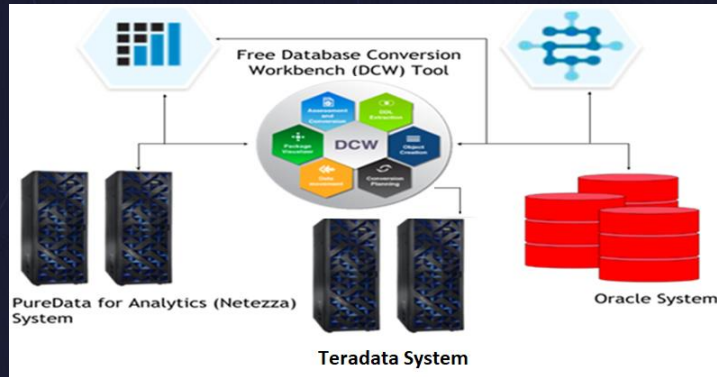 Free Database Conversion
Workbench (DCW) Tool
Assessment
and
Conversion
DDL
Extraction
Package
Visualizer
DCW
Object
Creation
Data
Movement
Conversion
Planning
PureData for Analytics (Netezza)
System
Oracle System
Teradata System